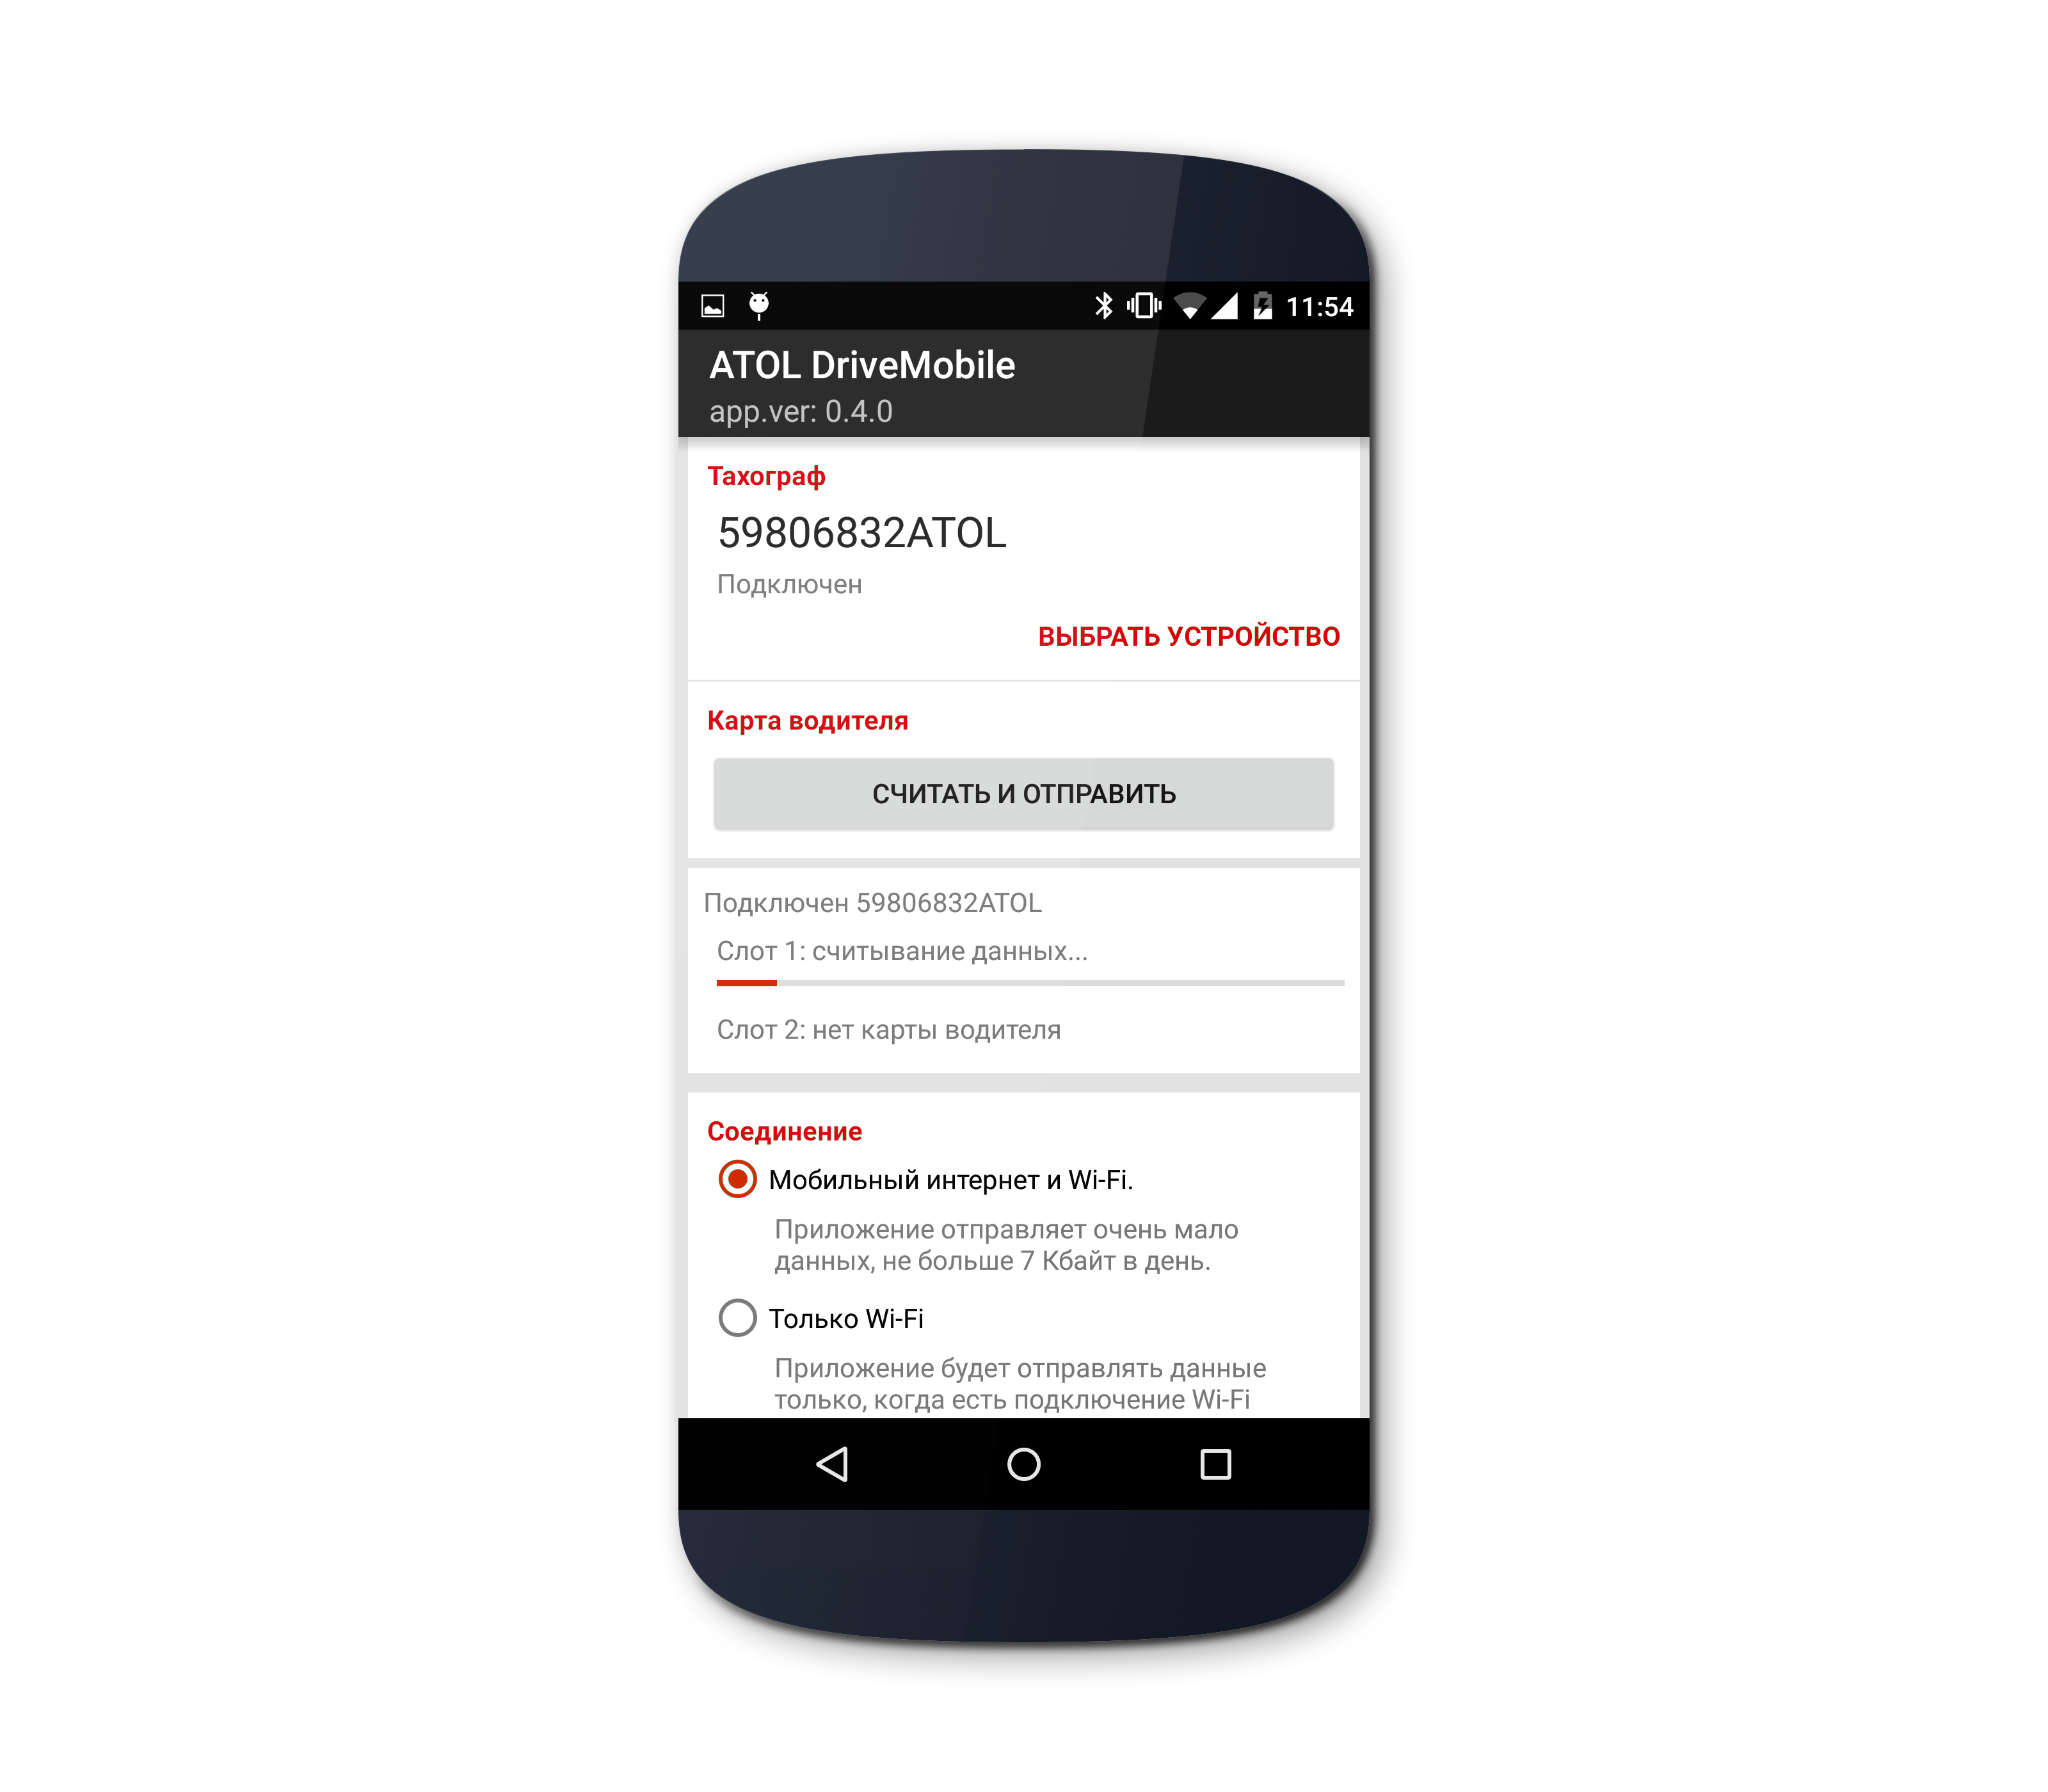 11:54
ATOL DriveMobile
app.ver: 0.4.0
Тахограф
59806832ATOL
Подключен
ВЫБРАТЬ УСТРОЙСТВО
Карта водителя
СЧИТАТЬ И ОТПРАВИТЬ
Подключен 59806832ATOL
Слот 1: считывание данных...
Слот 2: нет карты водителя
Соединение
Мобильный интернет и Wi-Fi.
Приложение отправляет очень мало
данных, не больше 7 Кбайт в день.
Только Wi-Fi
Приложение будет отправлять данные
только, когда есть подключение Wi-Fi